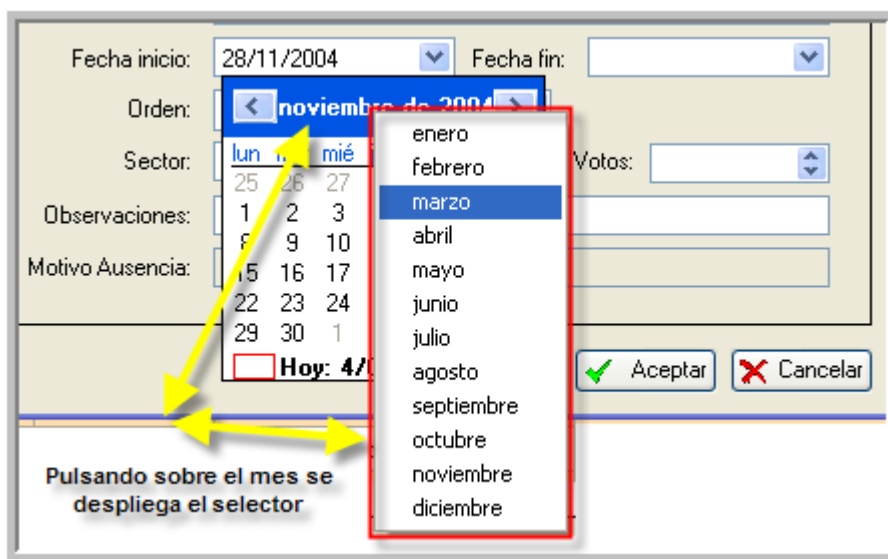 Fecha inicio: 28/11/2004 Fecha fin:
Orden:
noviembre de 2004
Sector:
Votos:
Observaciones:
Motivo Ausencia:
lun mié
25 26 27
1 2 3
8 9 10
15 16 17
22 23 24
29 30 1
Hoy: 4/
enero
febrero
marzo
abril
mayo
junio
julio
agosto
septiembre
octubre
noviembre
diciembre
Aceptar Cancelar
Pulsando sobre el mes se
despliega el selector